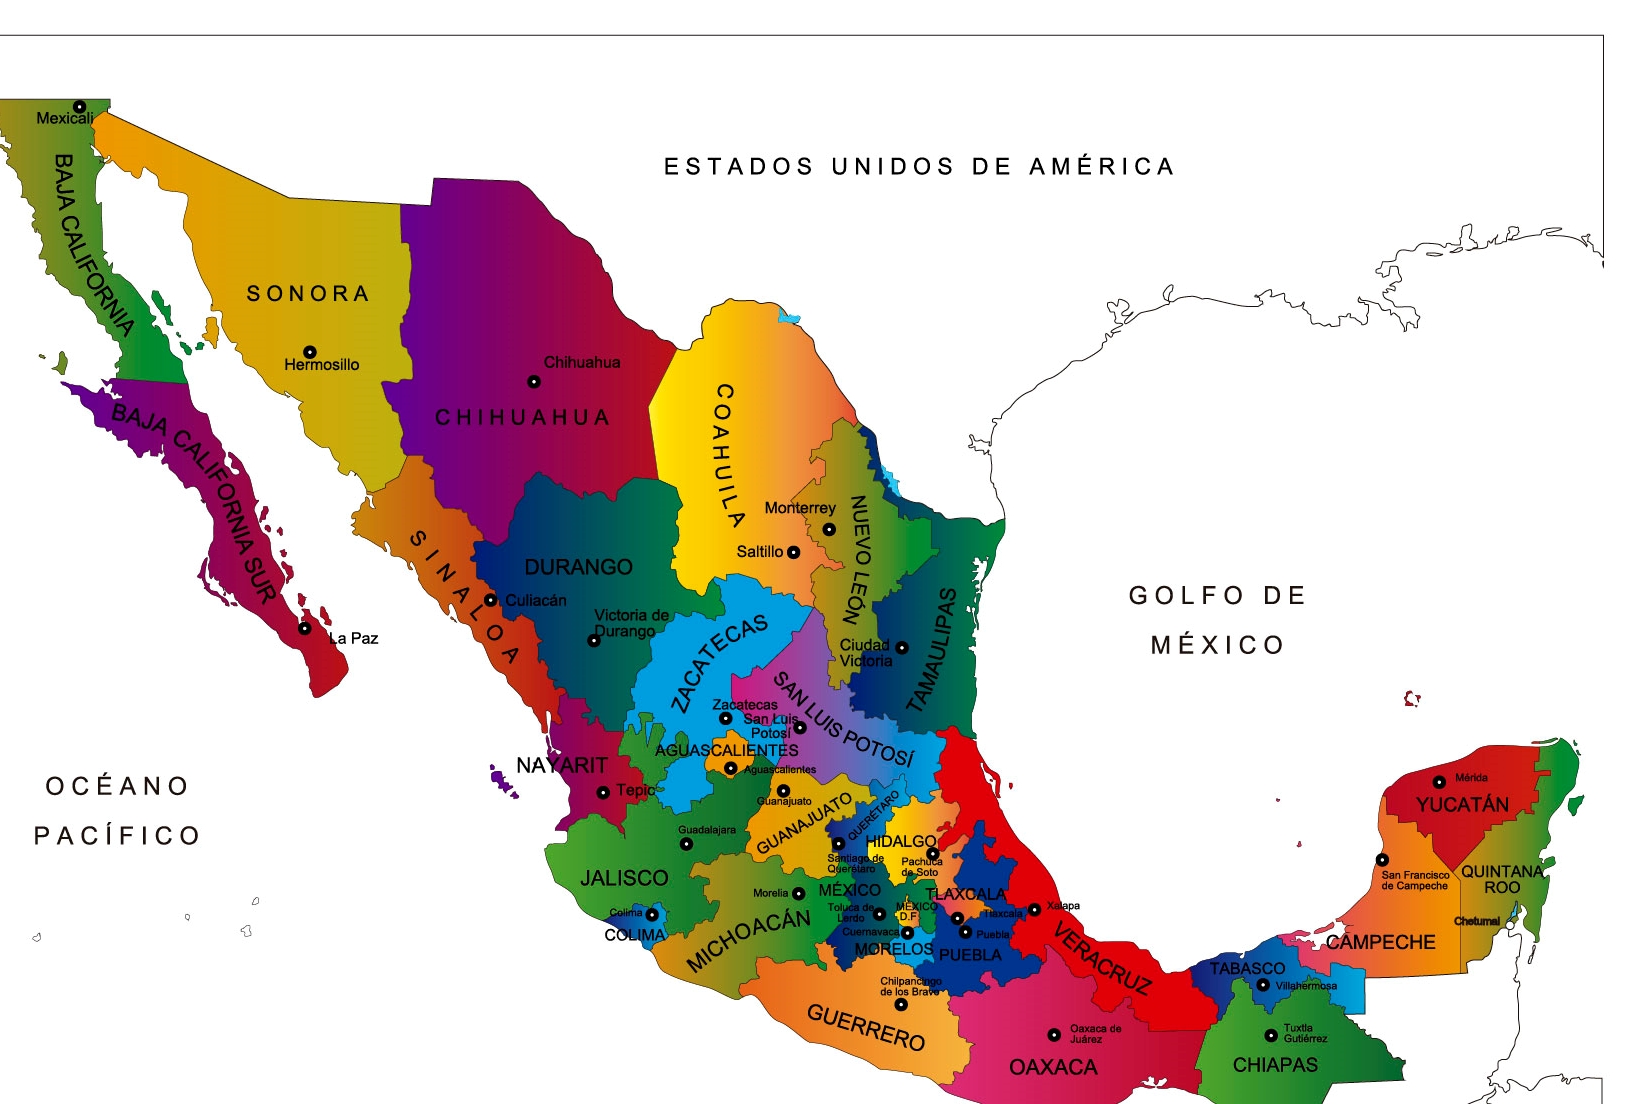 ESTADOS UNIDOS DE AMÉRICA
Mexicali
BAJA CALIFORNIA
SONORA
Hermosillo
Chihuahua
CHIHUAHUA
COAHUILA
BAJA CALIFORNIA SUR
La Paz
SINALOA
Culiacán
DURANGO
Victoria de
Durango
Monterrey
Saltillo
NUEVO LEÓN
Ciudad
Victoria
TAMAULIPAS
GOLFO DE
MÉXICO
ZACATECAS
Zacatecas
San Luis
Potosí
SAN LUIS POTOSÍ
AGUASCALIENTES
Aguascalientes
NAYARIT
Tepic
OCÉANO
PACÍFICO
Guanajuato
GUANAJUATO
QUERÉTARO
Santiago de
Querétaro
HIDALGO
Pachuca
de Soto
Guadalajara
JALISCO
Colima
COLIMA
Morelia
MICHOACÁN
MÉXICO
Toluca de
Lerdo
MÉXICO
D.F
Cuernavaca
MORELOS
TLAXCALA
Tlaxcala
Puebla
PUEBLA
Xalapa
VERACRUZ
Chilpancingo
de los Bravo
GUERRERO
Oaxaca de
Juárez
OAXACA
TABASCO
Villahermosa
Tuxtla
Gutiérrez
CHIAPAS
Mérida
YUCATÁN
San Francisco
de Campeche
CAMPECHE
QUINTANA
ROO
Chetumal